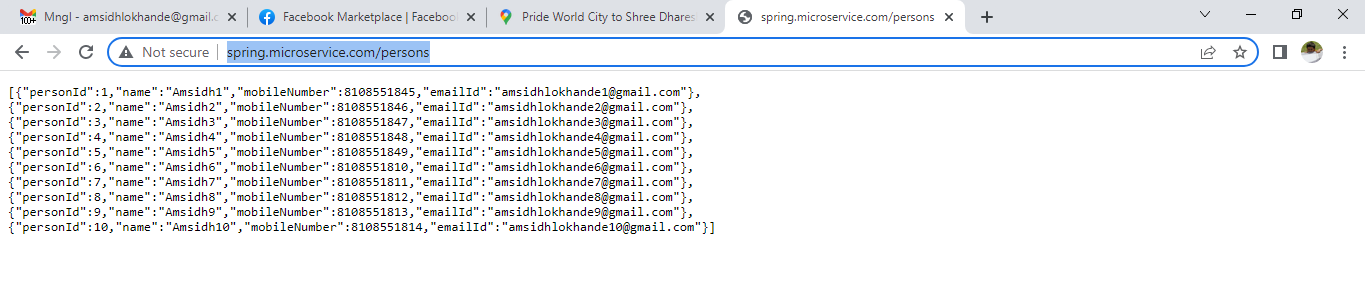 100+
Mngl - amsidhlokhande@gmail.c
Facebook Marketplace | Facebook
Pride World City to Shree Dhares
spring.microservice.com/persons
Not secure
spring.microservice.com/persons
[{"personId":1,"name":"Amsidh1","mobileNumber":8108551845,"emailId":"amsidhlokhande1@gmail.com"},
{"personId":2,"name":"Amsidh2","mobileNumber":8108551846,"emailId":"amsidhlokhande2@gmail.com"},
{"personId":3,"name":"Amsidh3","mobileNumber":8108551847,"emailId":"amsidhlokhande3@gmail.com"},
{"personId":4,"name":"Amsidh4","mobileNumber":8108551848,"emailId":"amsidhlokhande4@gmail.com"},
{"personId":5,"name":"Amsidh5","mobileNumber":8108551849,"emailId":"amsidhlokhande5@gmail.com"},
{"personId":6,"name":"Amsidh6","mobileNumber":8108551810,"emailId":"amsidhlokhande6@gmail.com"},
{"personId":7,"name":"Amsidh7","mobileNumber":8108551811,"emailId":"amsidhlokhande7@gmail.com"},
{"personId":8,"name":"Amsidh8","mobileNumber":8108551812,"emailId":"amsidhlokhande8@gmail.com"},
{"personId":9,"name":"Amsidh9","mobileNumber":8108551813,"emailId":"amsidhlokhande9@gmail.com"},
{"personId":10,"name":"Amsidh10","mobileNumber":8108551814,"emailId":"amsidhlokhande10@gmail.com"}]